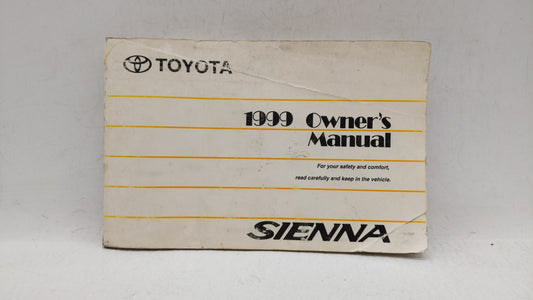 TOYOTA
1999 Owner's
Manual
For your safety and comfort,
read carefully and keep in the vehicle.
SIENNA